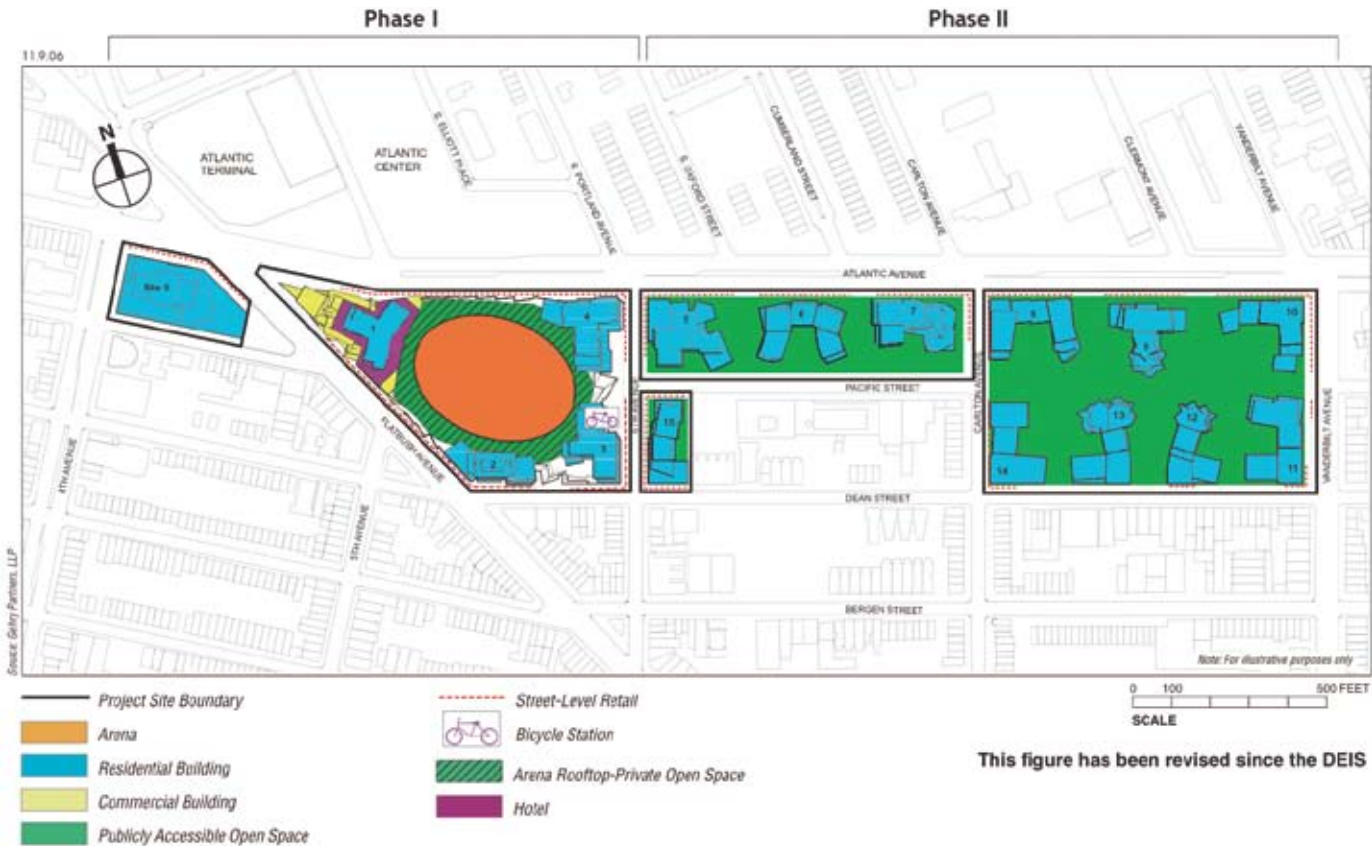 Phase I
Phase II
11.9.06
N
ATLANTIC
TERMINAL
ATLANTIC
CENTER
S. ELLIOTT PLACE
S. PORTLAND AVENUE
S. OXFORD STREET
CUMBERLAND STREET
CARLTON AVENUE
CLERMONT AVENUE
VANDERBILT AVENUE
ATLANTIC AVENUE
Site 5
1
4
5
6
7
9
10
PACIFIC STREET
6TH AVENUE
CARLTON AVENUE
VANDERBILT AVENUE
15
13
12
2
3
14
11
FLATBUSH AVENUE
4TH AVENUE
5TH AVENUE
DEAN STREET
BERGEN STREET
Source: Gehry Partners, LLP
Note: For illustrative purposes only
Project Site Boundary
Arena
Residential Building
Commercial Building
Publicly Accessible Open Space
Street-Level Retail
Bicycle Station
Arena Rooftop-Private Open Space
Hotel
0 100 500 FEET
SCALE
This figure has been revised since the DEIS